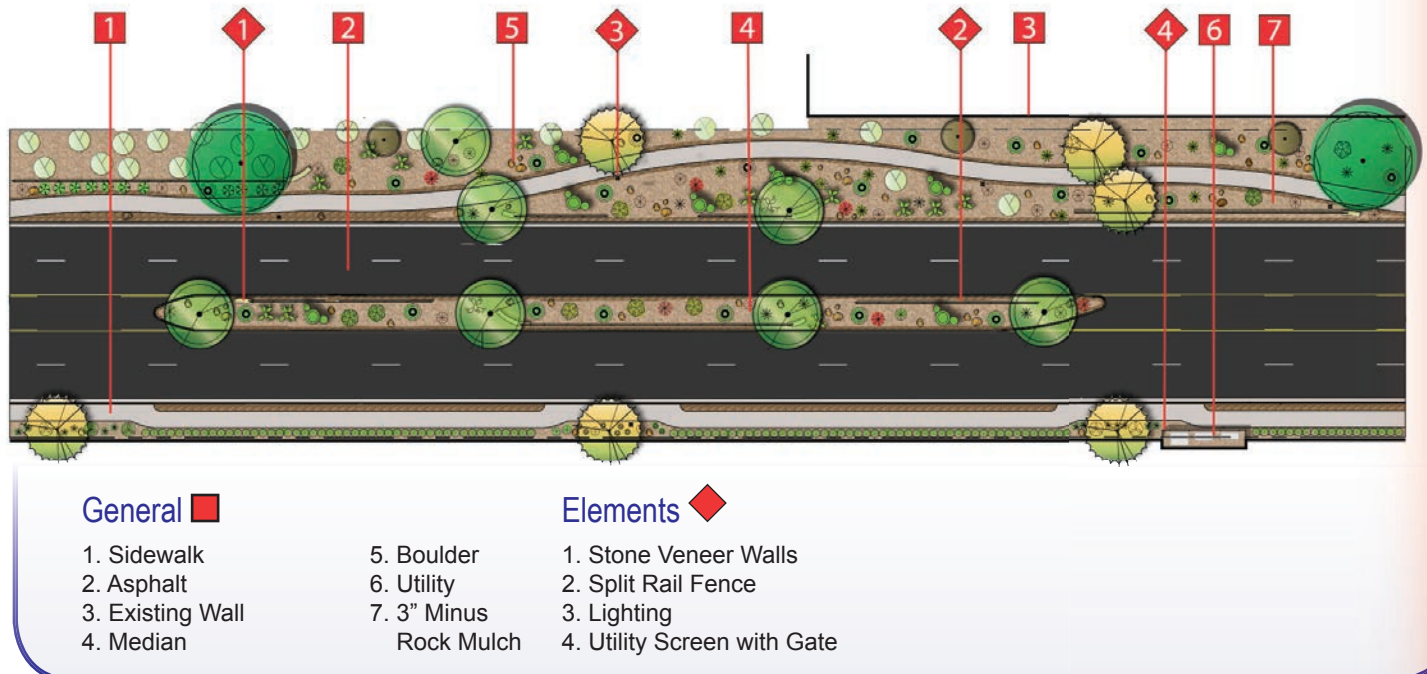 1 1 2 5 3 4 2 3 4 6 7
General
Elements
1. Sidewalk
2. Asphalt
3. Existing Wall
4. Median
5. Boulder
6. Utility
7. 3” Minus
Rock Mulch
1. Stone Veneer Walls
2. Split Rail Fence
3. Lighting
4. Utility Screen with Gate